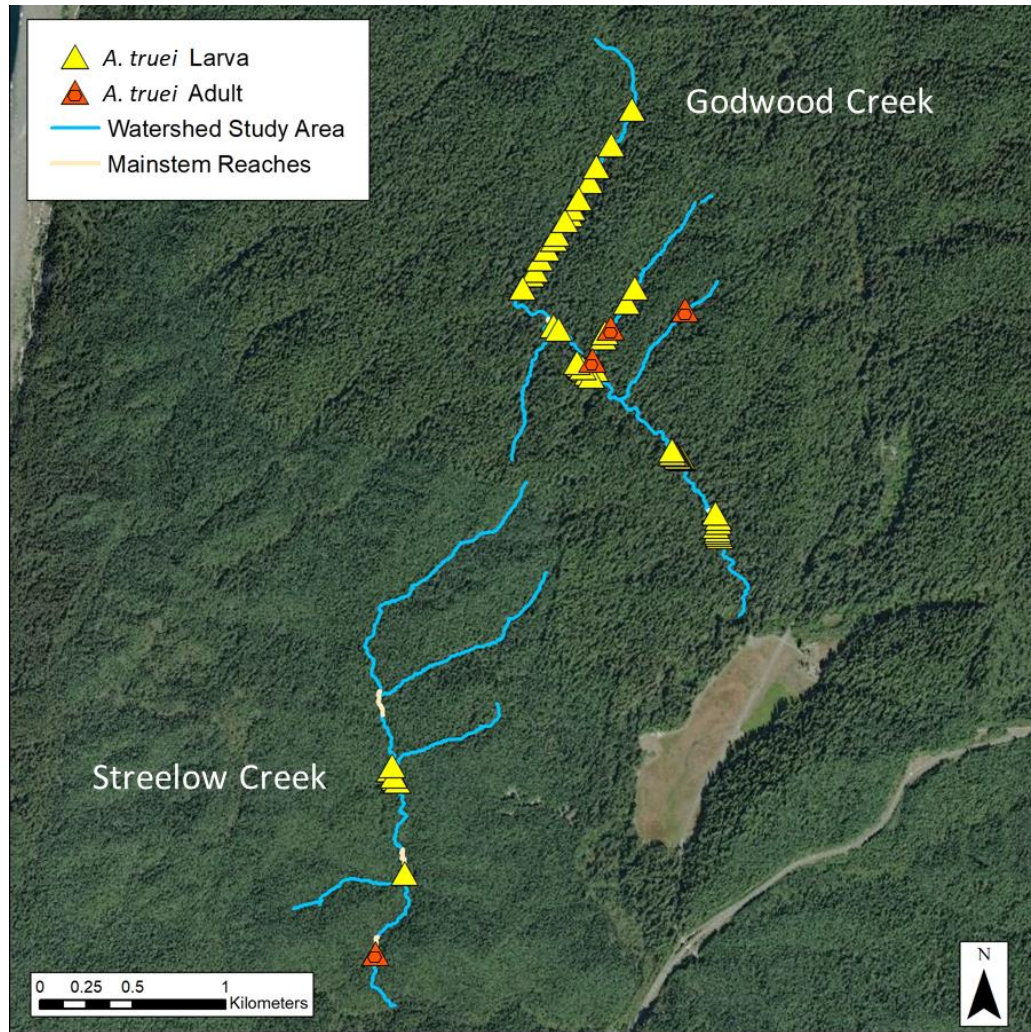 A. truei Larva
A. truei Adult
Watershed Study Area
Mainstem Reaches
Godwood Creek
Streelow Creek
0 0.25 0.5 1
Kilometers
N